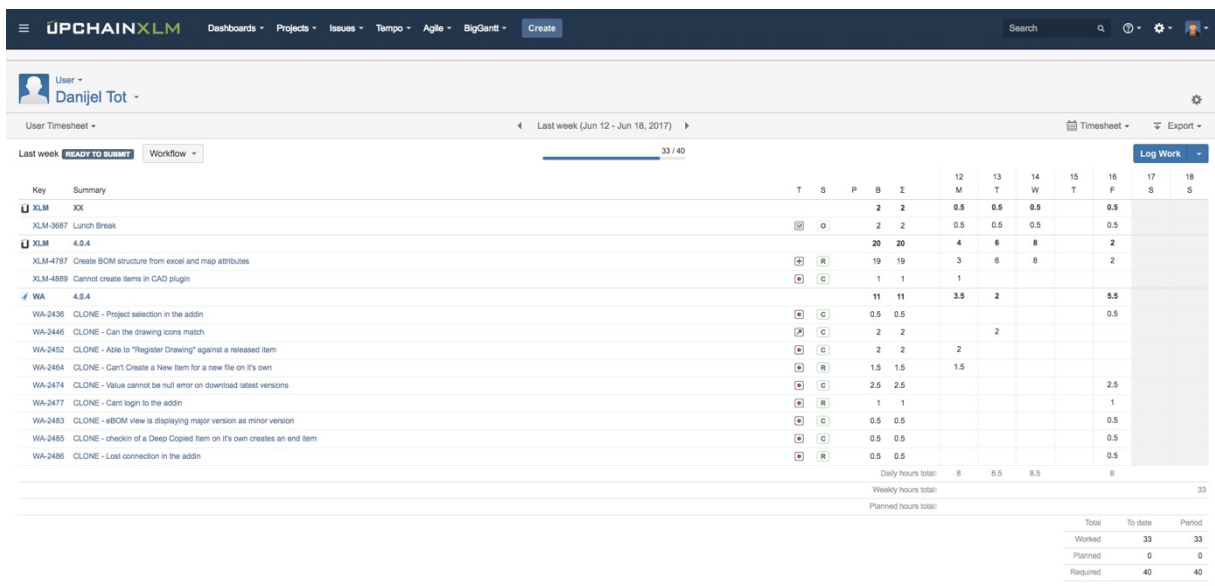 UPCHAINXLM Dashboards Projects Issues Tempo Agile BigGantt Create Search
User
Danijel Tot
User Timesheet Last week (Jun 12 - Jun 18, 2017) Timesheet Export
Last week READY TO SUBMIT Workflow 33 / 40 Log Work
12 13 14 15 16 17 18
Key Summary T S P B Σ M T W T F S S
XLM XX 2 2 0.5 0.5 0.5 0.5
XLM-3687 Lunch Break O 2 2 0.5 0.5 0.5 0.5
XLM 4.0.4 20 20 4 6 8 2
XLM-4787 Create BOM structure from excel and map attributes R 19 19 3 6 8 2
XLM-4889 Cannot create items in CAD plugin C 1 1 1
WA 4.0.4 11 11 3.5 2 5.5
WA-2436 CLONE - Project selection in the addin C 0.5 0.5 0.5
WA-2446 CLONE - Can the drawing icons match C 2 2 2
WA-2452 CLONE - Able to "Register Drawing" against a released item C 2 2 2
WA-2464 CLONE - Can't Create a New Item for a new file on it's own R 1.5 1.5 1.5
WA-2474 CLONE - Value cannot be null error on download latest versions C 2.5 2.5 2.5
WA-2477 CLONE - Cant login to the addin R 1 1 1
WA-2483 CLONE - eBOM view is displaying major version as minor version C 0.5 0.5 0.5
WA-2485 CLONE - checkin of a Deep Copied Item on it's own creates an end item C 0.5 0.5 0.5
WA-2486 CLONE - Lost connection in the addin R 0.5 0.5 0.5
Daily hours total: 8 8.5 8.5 8
Weekly hours total: 33
Planned hours total:
Total To date Period
Worked 33 33
Planned 0 0
Required 40 40